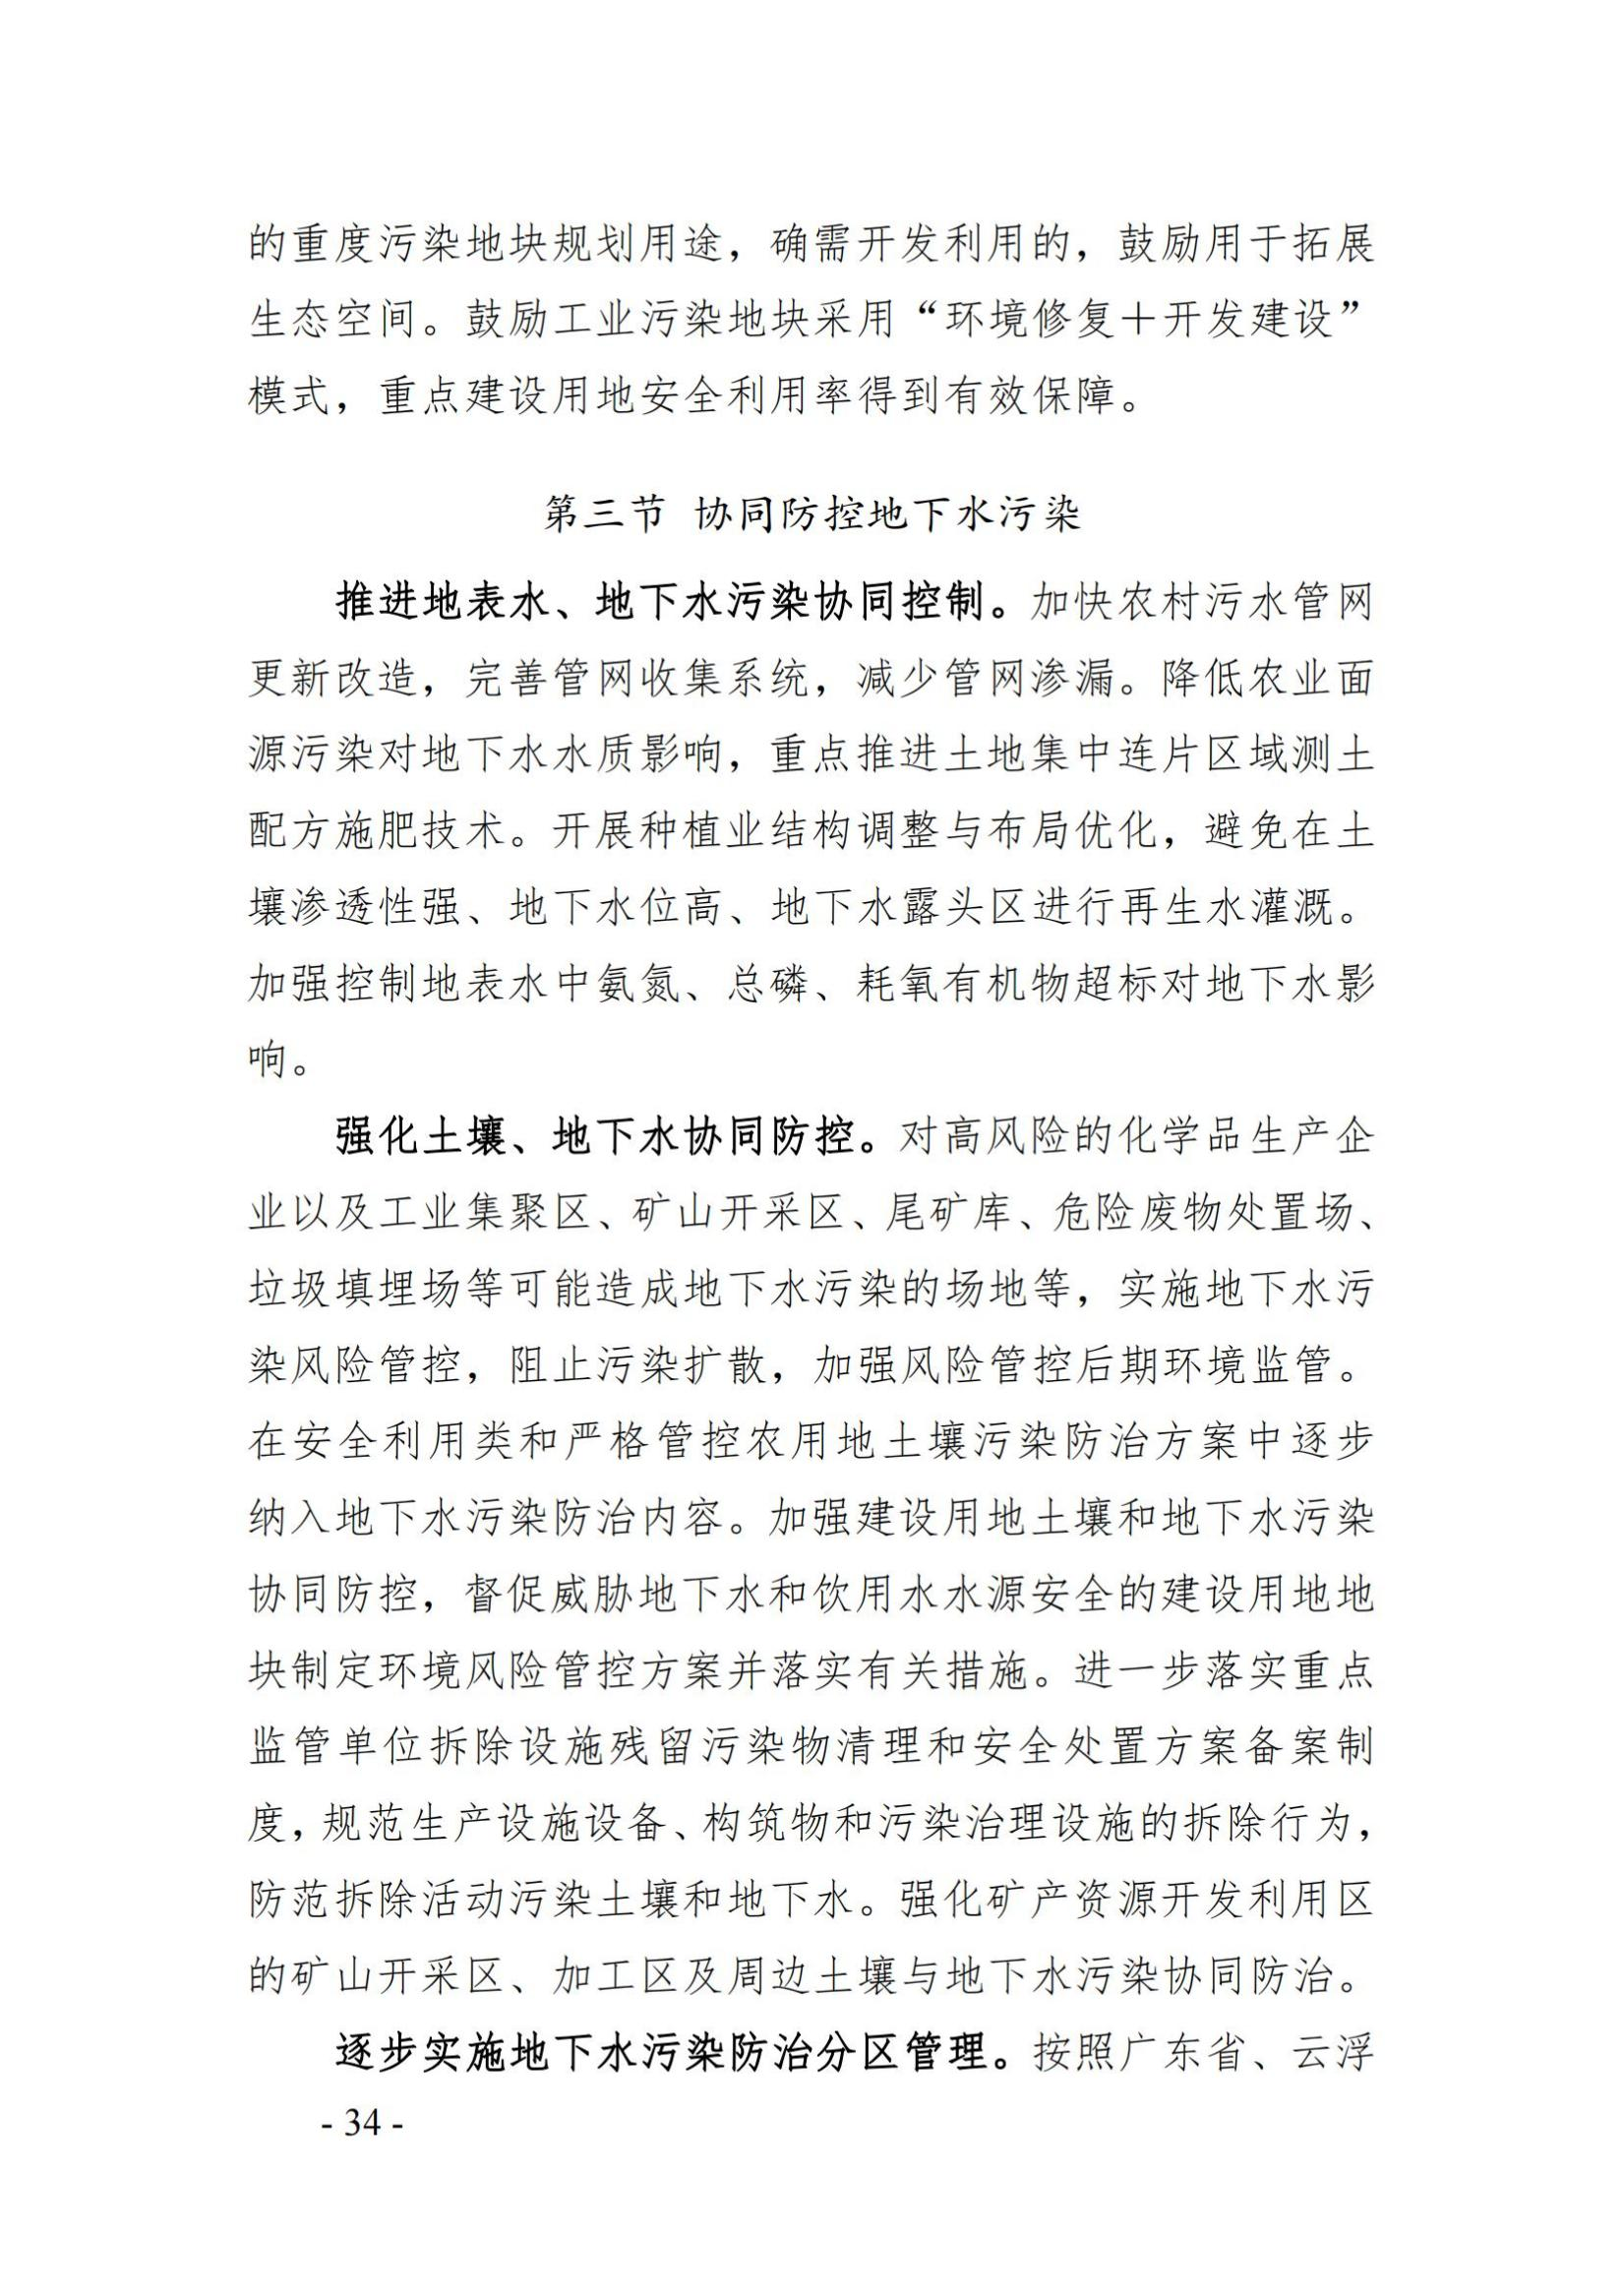 的重度污染地块规划用途，确需开发利用的，鼓励用于拓展
生态空间。鼓励工业污染地块采用“环境修复＋开发建设”
模式，重点建设用地安全利用率得到有效保障。
第三节 协同防控地下水污染
推进地表水、地下水污染协同控制。加快农村污水管网
更新改造，完善管网收集系统，减少管网渗漏。降低农业面
源污染对地下水水质影响，重点推进土地集中连片区域测土
配方施肥技术。开展种植业结构调整与布局优化，避免在土
壤渗透性强、地下水位高、地下水露头区进行再生水灌溉。
加强控制地表水中氨氮、总磷、耗氧有机物超标对地下水影
响。
强化土壤、地下水协同防控。对高风险的化学品生产企
业以及工业集聚区、矿山开采区、尾矿库、危险废物处置场、
垃圾填埋场等可能造成地下水污染的场地等，实施地下水污
染风险管控，阻止污染扩散，加强风险管控后期环境监管。
在安全利用类和严格管控农用地土壤污染防治方案中逐步
纳入地下水污染防治内容。加强建设用地土壤和地下水污染
协同防控，督促威胁地下水和饮用水水源安全的建设用地地
块制定环境风险管控方案并落实有关措施。进一步落实重点
监管单位拆除设施残留污染物清理和安全处置方案备案制
度，规范生产设施设备、构筑物和污染治理设施的拆除行为，
防范拆除活动污染土壤和地下水。强化矿产资源开发利用区
的矿山开采区、加工区及周边土壤与地下水污染协同防治。
逐步实施地下水污染防治分区管理。按照广东省、云浮
- 34 -